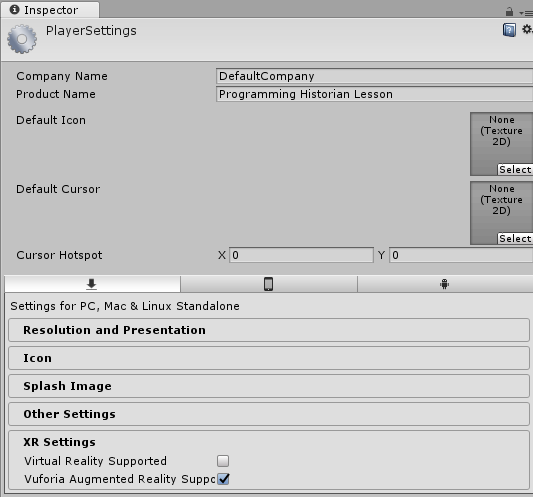 Inspector
PlayerSettings
Company Name DefaultCompany
Product Name Programming Historian Lesson
Default Icon
None
(Texture
2D)
Select
Default Cursor
None
(Texture
2D)
Select
Cursor Hotspot X 0 Y 0
Settings for PC, Mac & Linux Standalone
Resolution and Presentation
Icon
Splash Image
Other Settings
XR Settings
Virtual Reality Supported
Vuforia Augmented Reality Suppo